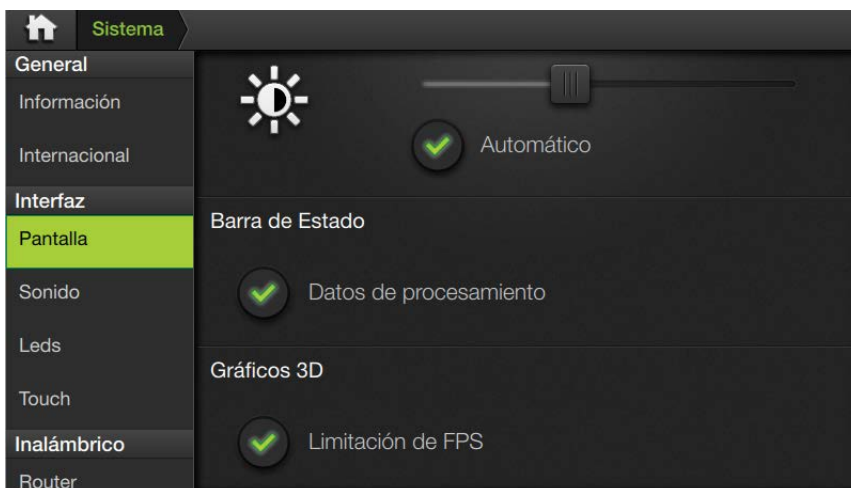 Sistema
General
Información
Internacional
Interfaz
Pantalla
Sonido
Leds
Touch
Inalámbrico
Router
Automático
Barra de Estado
Datos de procesamiento
Gráficos 3D
Limitación de FPS